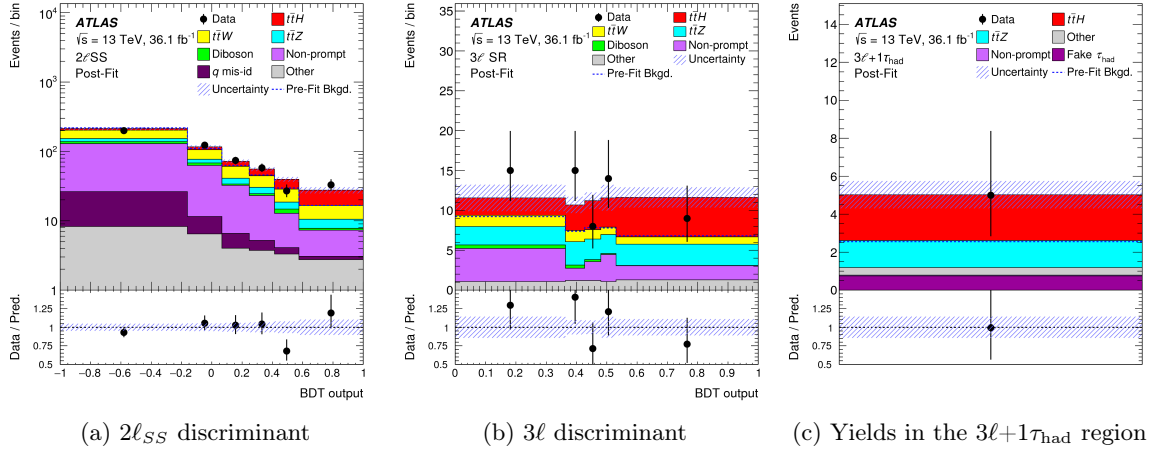 Events / bin
10⁴
10³
10²
10
1
ATLAS
√s = 13 TeV, 36.1 fb⁻¹
2ℓSS
Post-Fit
Data
tt̄H
tt̄W
tt̄Z
Diboson
Non-prompt
q mis-id
Other
Uncertainty
Pre-Fit Bkgd.
Data / Pred.
1.25
1
0.75
0.5
−1 −0.8 −0.6 −0.4 −0.2 0 0.2 0.4 0.6 0.8 1
BDT output
(a) 2ℓSS discriminant
Events / bin
35
30
25
20
15
10
5
0
ATLAS
√s = 13 TeV, 36.1 fb⁻¹
3ℓ SR
Post-Fit
Data
tt̄H
tt̄W
tt̄Z
Diboson
Non-prompt
Other
Uncertainty
Pre-Fit Bkgd.
Data / Pred.
1.25
1
0.75
0.5
0 0.1 0.2 0.3 0.4 0.5 0.6 0.7 0.8 0.9 1
BDT output
(b) 3ℓ discriminant
Events
14
12
10
8
6
4
2
0
ATLAS
√s = 13 TeV, 36.1 fb⁻¹
3ℓ+1τhad
Post-Fit
Data
tt̄H
tt̄Z
Other
Non-prompt
Fake τhad
Uncertainty
Pre-Fit Bkgd.
Data / Pred.
1.25
1
0.75
0.5
(c) Yields in the 3ℓ+1τhad region